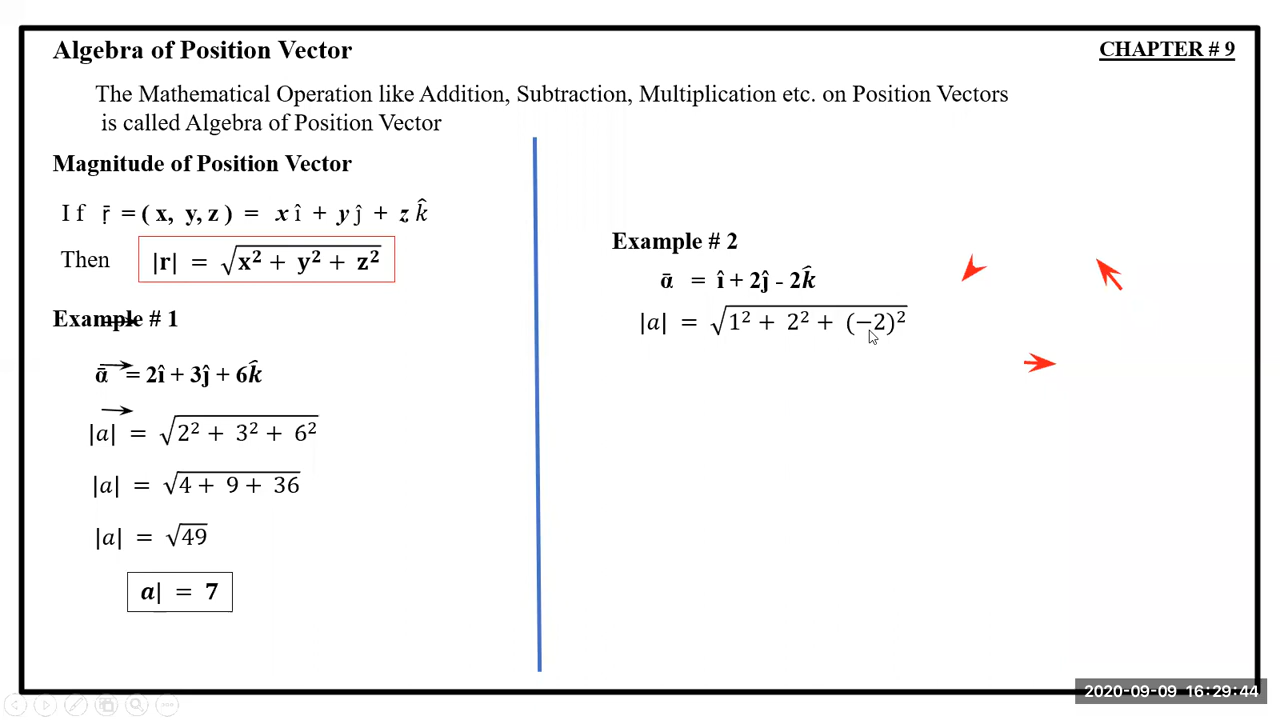 Algebra of Position Vector
CHAPTER # 9
The Mathematical Operation like Addition, Subtraction, Multiplication etc. on Position Vectors
is called Algebra of Position Vector
Magnitude of Position Vector
I f r̄ = ( x, y, z ) = x î + y ĵ + z k̂
Then |r| = √(x² + y² + z²)
Example # 1
ā = 2î + 3ĵ + 6k̂
|a| = √(2² + 3² + 6²)
|a| = √(4 + 9 + 36)
|a| = √49
a| = 7
Example # 2
ā = î + 2ĵ - 2k̂
|a| = √(1² + 2² + (−2)²)
2020-09-09 16:29:44